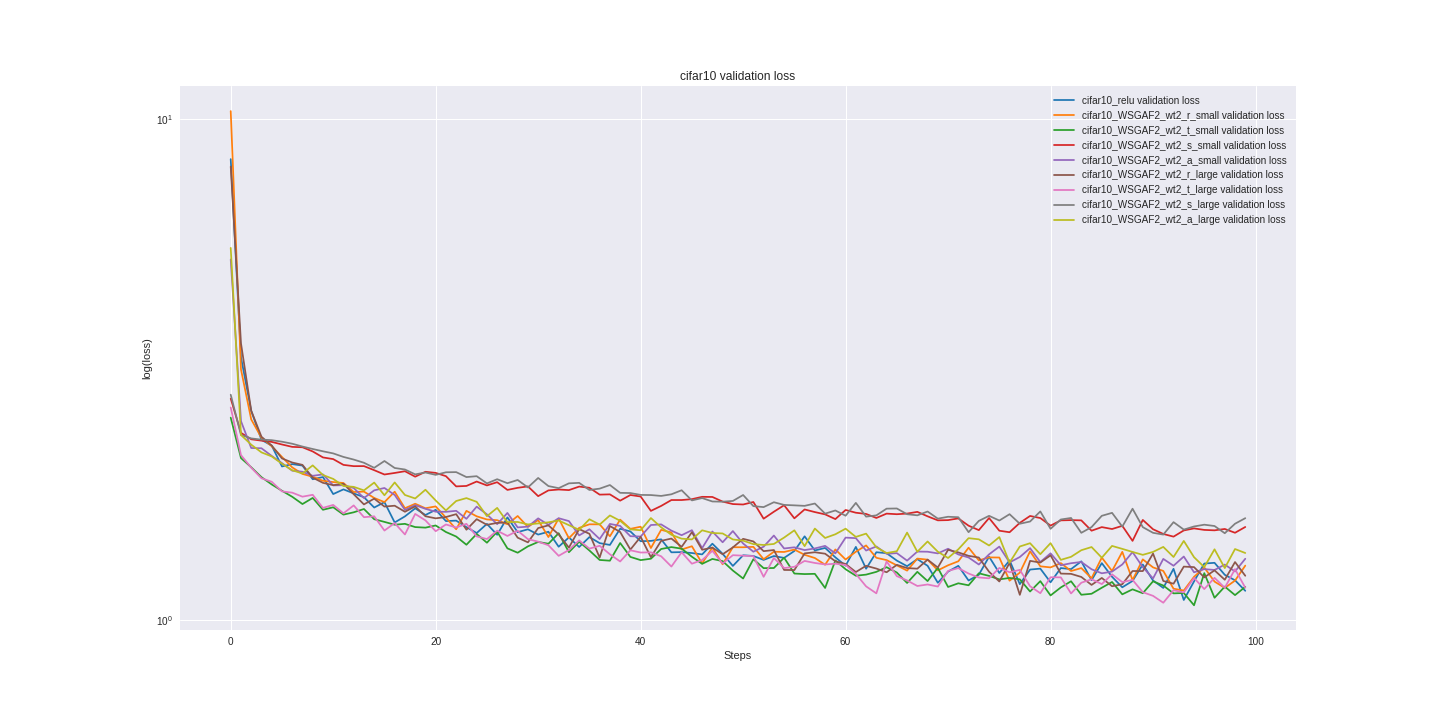 cifar10 validation loss
cifar10_relu validation loss
cifar10_WSGAF2_wt2_r_small validation loss
cifar10_WSGAF2_wt2_t_small validation loss
cifar10_WSGAF2_wt2_s_small validation loss
cifar10_WSGAF2_wt2_a_small validation loss
cifar10_WSGAF2_wt2_r_large validation loss
cifar10_WSGAF2_wt2_t_large validation loss
cifar10_WSGAF2_wt2_s_large validation loss
cifar10_WSGAF2_wt2_a_large validation loss
10¹
log(loss)
10⁰
0 20 40 60 80 100
Steps